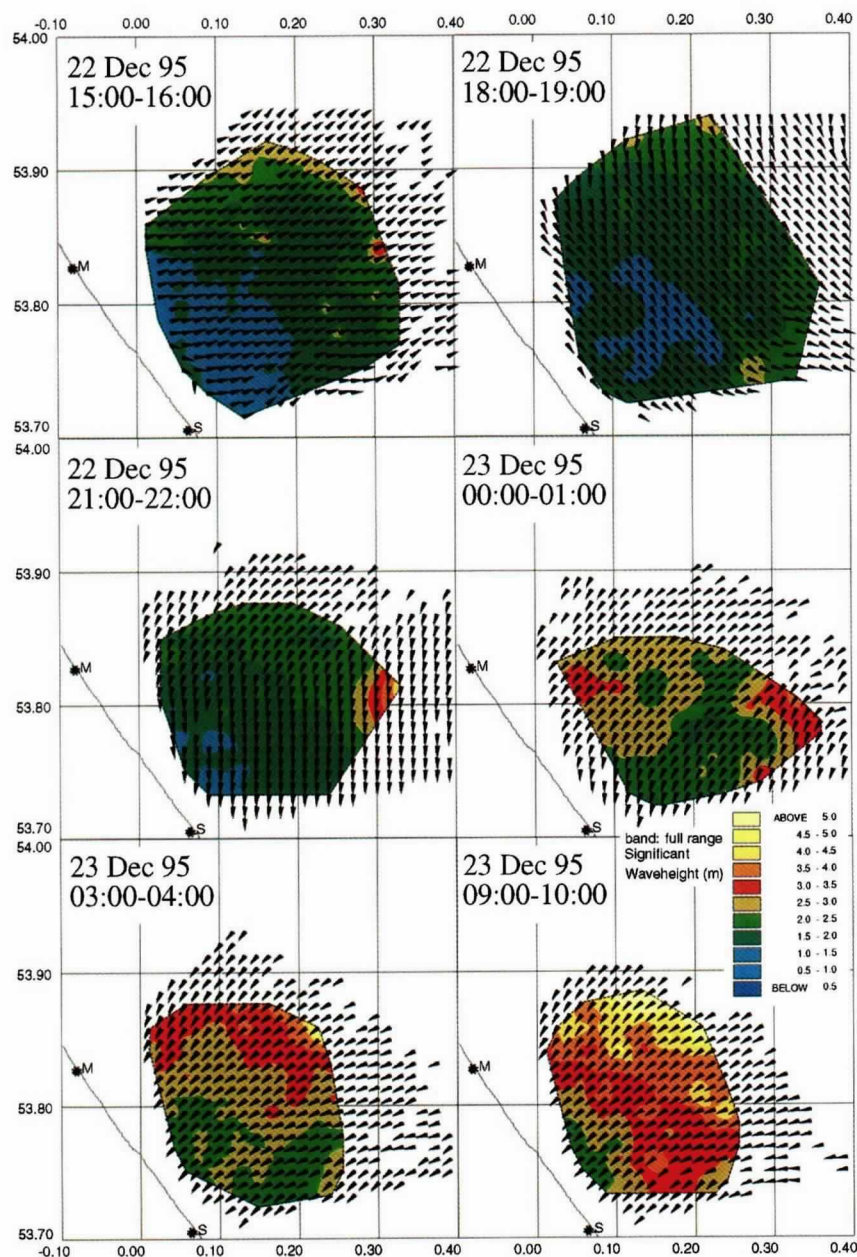 -0.10 0.00 0.10 0.20 0.30 0.00 0.10 0.20 0.30 0.40
54.00
22 Dec 95
15:00-16:00
22 Dec 95
18:00-19:00
53.90
M
M
53.80
S
S
53.70
54.00
22 Dec 95
21:00-22:00
23 Dec 95
00:00-01:00
53.90
M
M
53.80
S
S
53.70
54.00
band: full range
Significant
Waveheight (m)
ABOVE 5.0
4.5 - 5.0
4.0 - 4.5
3.5 - 4.0
3.0 - 3.5
2.5 - 3.0
2.0 - 2.5
1.5 - 2.0
1.0 - 1.5
0.5 - 1.0
BELOW 0.5
23 Dec 95
03:00-04:00
23 Dec 95
09:00-10:00
53.90
M
M
53.80
S
S
53.70
-0.10 0.00 0.10 0.20 0.30 0.00 0.10 0.20 0.30 0.40